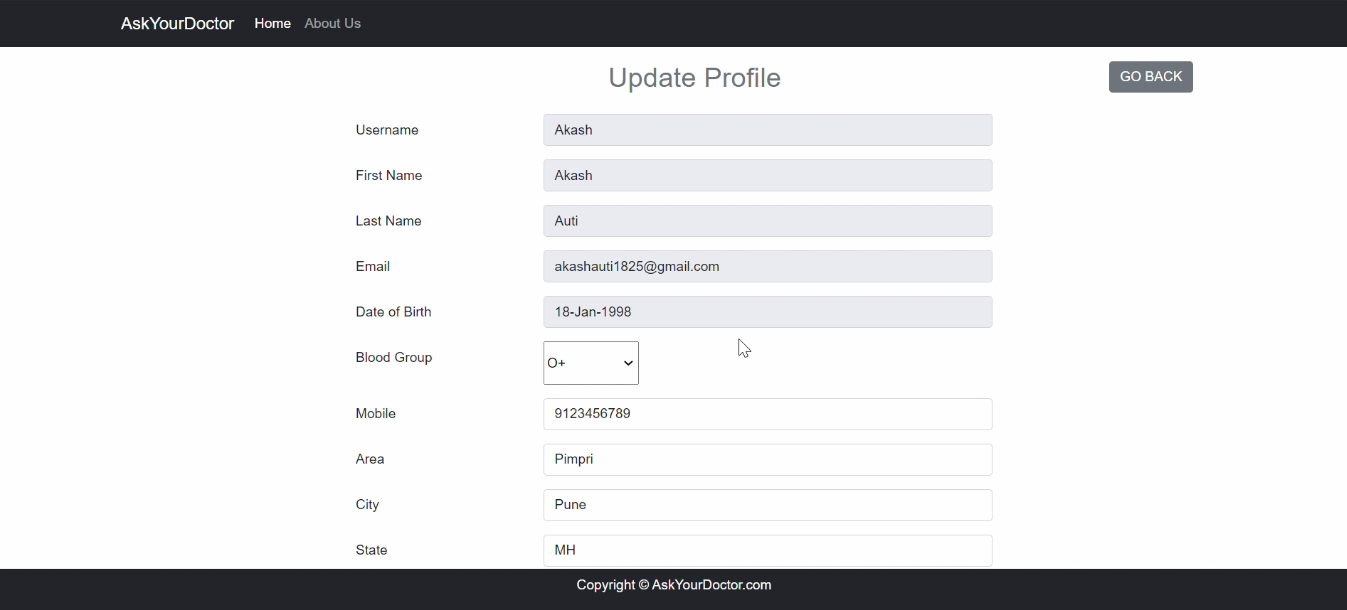 AskYourDoctor Home About Us
Update Profile GO BACK
Username Akash
First Name Akash
Last Name Auti
Email akashauti1825@gmail.com
Date of Birth 18-Jan-1998
Blood Group O+
Mobile 9123456789
Area Pimpri
City Pune
State MH
Copyright © AskYourDoctor.com